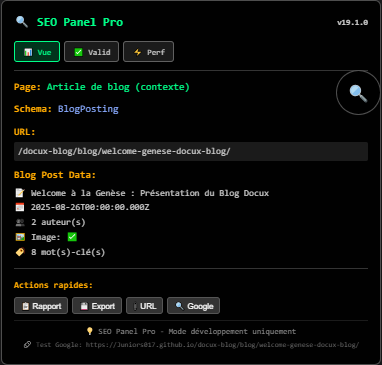 SEO Panel Pro v19.1.0
Vue Valid Perf
Page: Article de blog (contexte)
Schema: BlogPosting
URL:
/docux-blog/blog/welcome-genese-docux-blog/
Blog Post Data:
Welcome à la Genèse : Présentation du Blog Docux
2025-08-26T00:00:00.000Z
2 auteur(s)
Image: ✅
8 mot(s)-clé(s)
Actions rapides:
Rapport Export URL Google
SEO Panel Pro - Mode développement uniquement
Test Google: https://Juniors017.github.io/docux-blog/blog/welcome-genese-docux-blog/